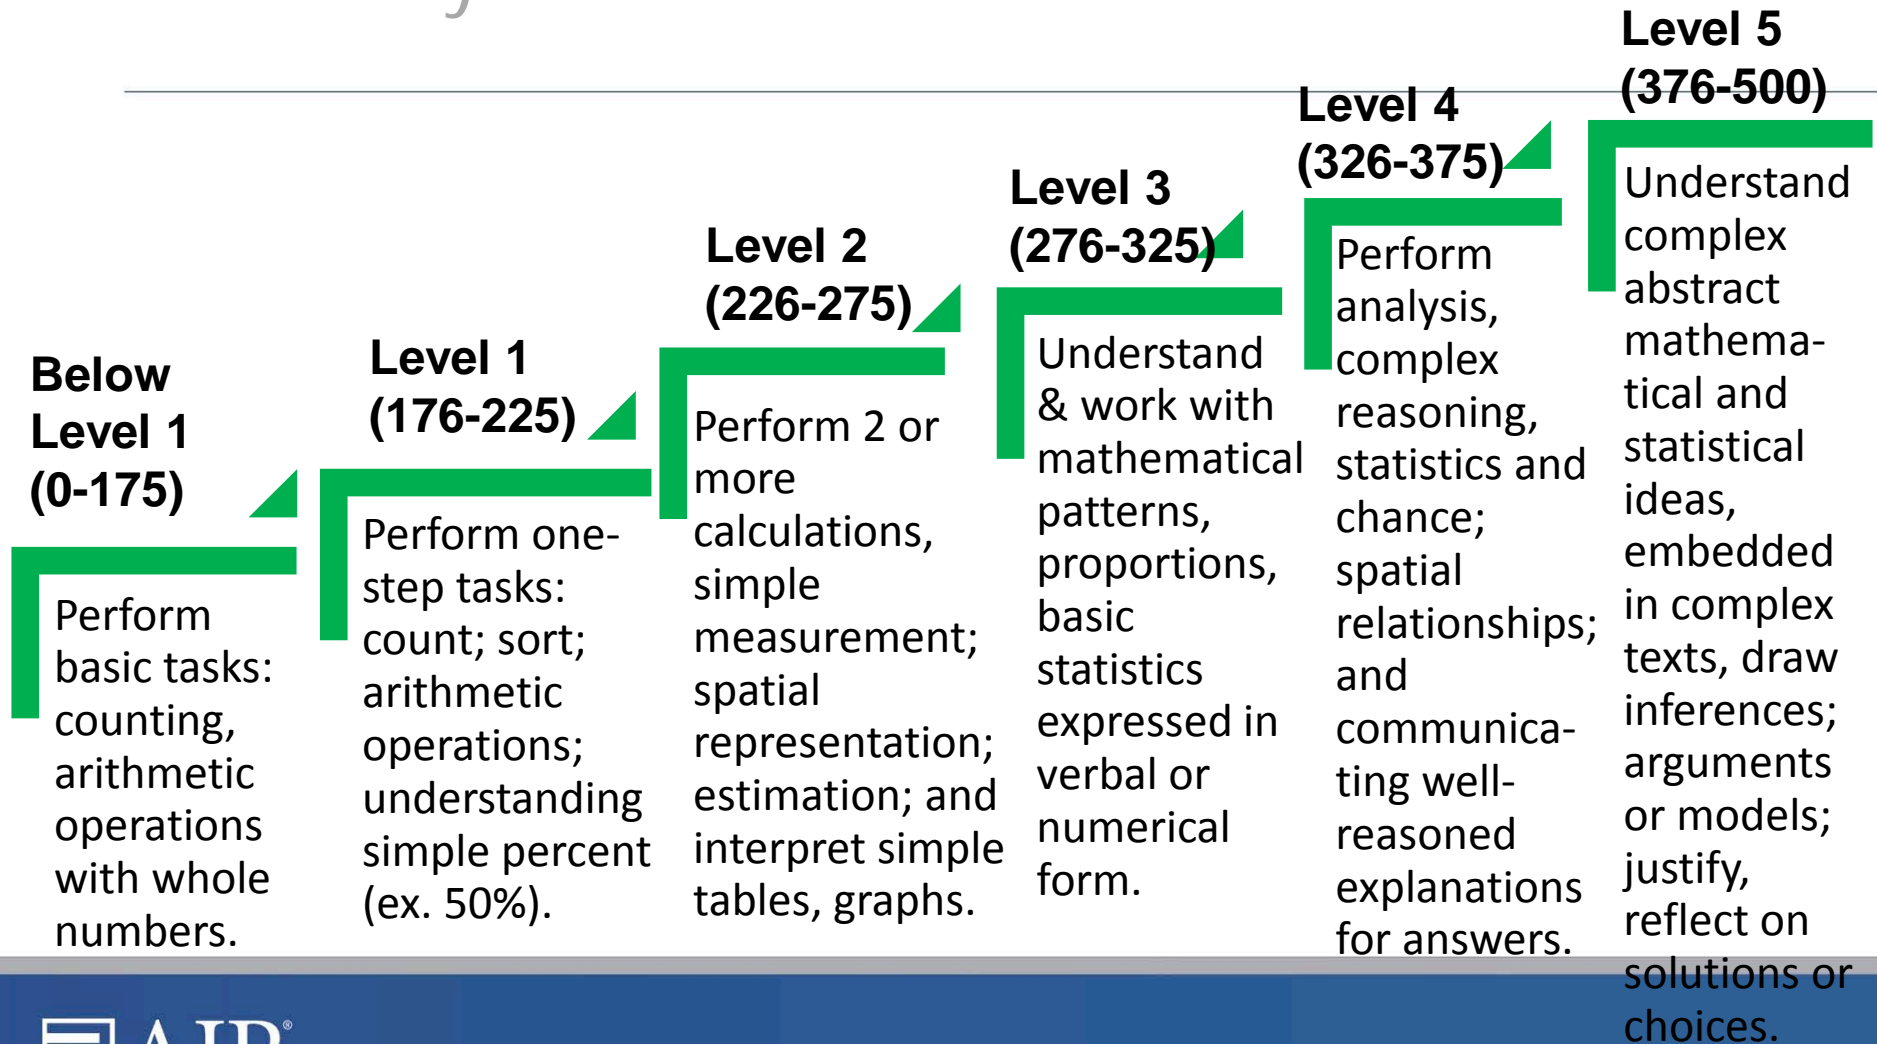 Below
Level 1
(0-175)
Perform
basic tasks:
counting,
arithmetic
operations
with whole
numbers.
Level 1
(176-225)
Perform one-
step tasks:
count; sort;
arithmetic
operations;
understanding
simple percent
(ex. 50%).
Level 2
(226-275)
Perform 2 or
more
calculations,
simple
measurement;
spatial
representation;
estimation; and
interpret simple
tables, graphs.
Level 3
(276-325)
Understand
& work with
mathematical
patterns,
proportions,
basic
statistics
expressed in
verbal or
numerical
form.
Level 4
(326-375)
Perform
analysis,
complex
reasoning,
statistics and
chance;
spatial
relationships;
and
communica-
ting well-
reasoned
explanations
for answers.
Level 5
(376-500)
Understand
complex
abstract
mathema-
tical and
statistical
ideas,
embedded
in complex
texts, draw
inferences;
arguments
or models;
justify,
reflect on
solutions or
choices.
AIR®